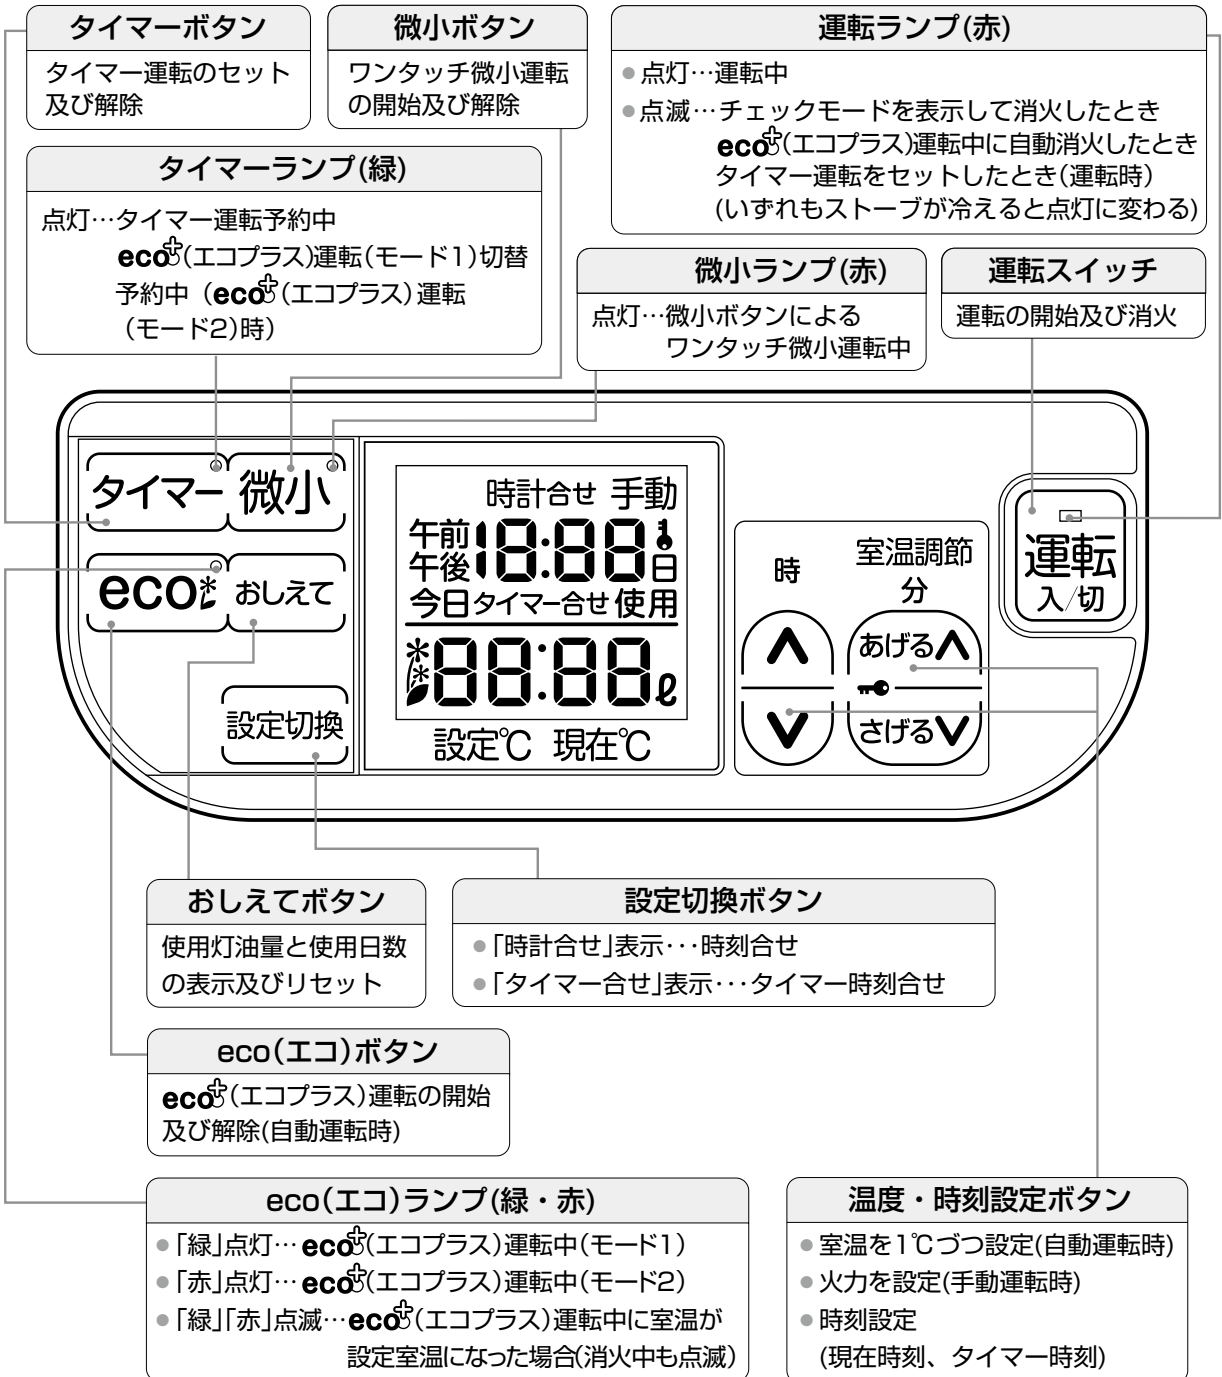 タイマーボタン
タイマー運転のセット
及び解除
微小ボタン
ワンタッチ微小運転
の開始及び解除
運転ランプ(赤)
●点灯…運転中
●点滅…チェックモードを表示して消火したとき
eco(エコプラス)運転中に自動消火したとき
タイマー運転をセットしたとき(運転時)
(いずれもストーブが冷えると点灯に変わる)
タイマーランプ(緑)
点灯…タイマー運転予約中
eco(エコプラス)運転(モード1)切替
予約中(eco(エコプラス)運転
(モード2)時)
微小ランプ(赤)
点灯…微小ボタンによる
ワンタッチ微小運転中
運転スイッチ
運転の開始及び消火
タイマー
微小
eco
おしえて
設定切換
時計合せ 手動
午前 18:88
午後 日
今日 タイマー合せ 使用
88:88 ℓ
設定℃ 現在℃
時
室温調節
分
あげる
さげる
運転
入/切
おしえてボタン
使用灯油量と使用日数
の表示及びリセット
設定切換ボタン
●「時計合せ」表示･･･時刻合せ
●「タイマー合せ」表示･･･タイマー時刻合せ
eco(エコ)ボタン
eco(エコプラス)運転の開始
及び解除(自動運転時)
eco(エコ)ランプ(緑・赤)
●「緑」点灯…eco(エコプラス)運転中(モード1)
●「赤」点灯…eco(エコプラス)運転中(モード2)
●「緑」「赤」点滅…eco(エコプラス)運転中に室温が
設定室温になった場合(消火中も点滅)
温度・時刻設定ボタン
●室温を1℃づつ設定(自動運転時)
●火力を設定(手動運転時)
●時刻設定
(現在時刻、タイマー時刻)